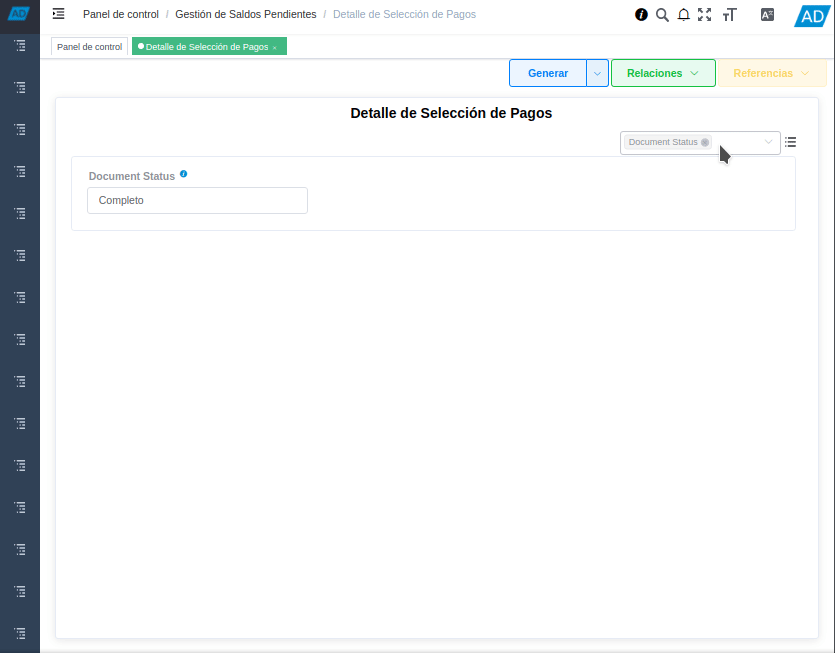 AD
Panel de control / Gestión de Saldos Pendientes / Detalle de Selección de Pagos
AD
Panel de control
Detalle de Selección de Pagos ×
Generar
Relaciones
Referencias
Detalle de Selección de Pagos
Document Status
Document Status
Completo